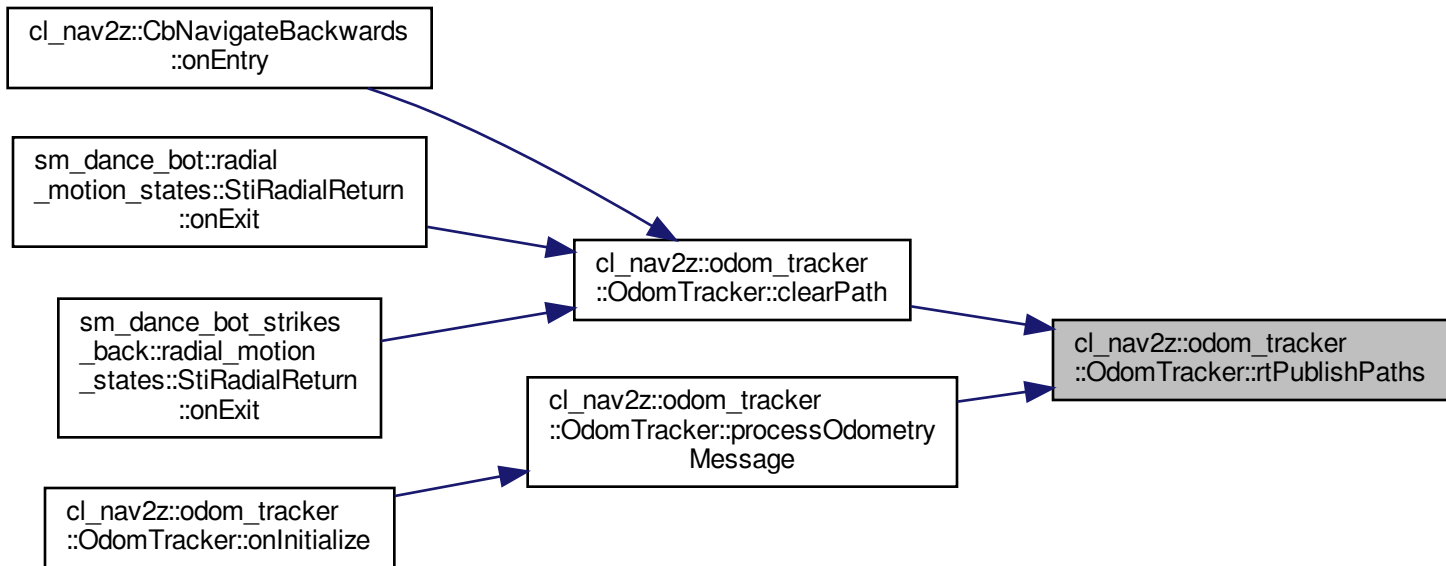 cl_nav2z::CbNavigateBackwards
::onEntry
sm_dance_bot::radial
_motion_states::StiRadialReturn
::onExit
sm_dance_bot_strikes
_back::radial_motion
_states::StiRadialReturn
::onExit
cl_nav2z::odom_tracker
::OdomTracker::onInitialize
cl_nav2z::odom_tracker
::OdomTracker::clearPath
cl_nav2z::odom_tracker
::OdomTracker::processOdometry
Message
cl_nav2z::odom_tracker
::OdomTracker::rtPublishPaths